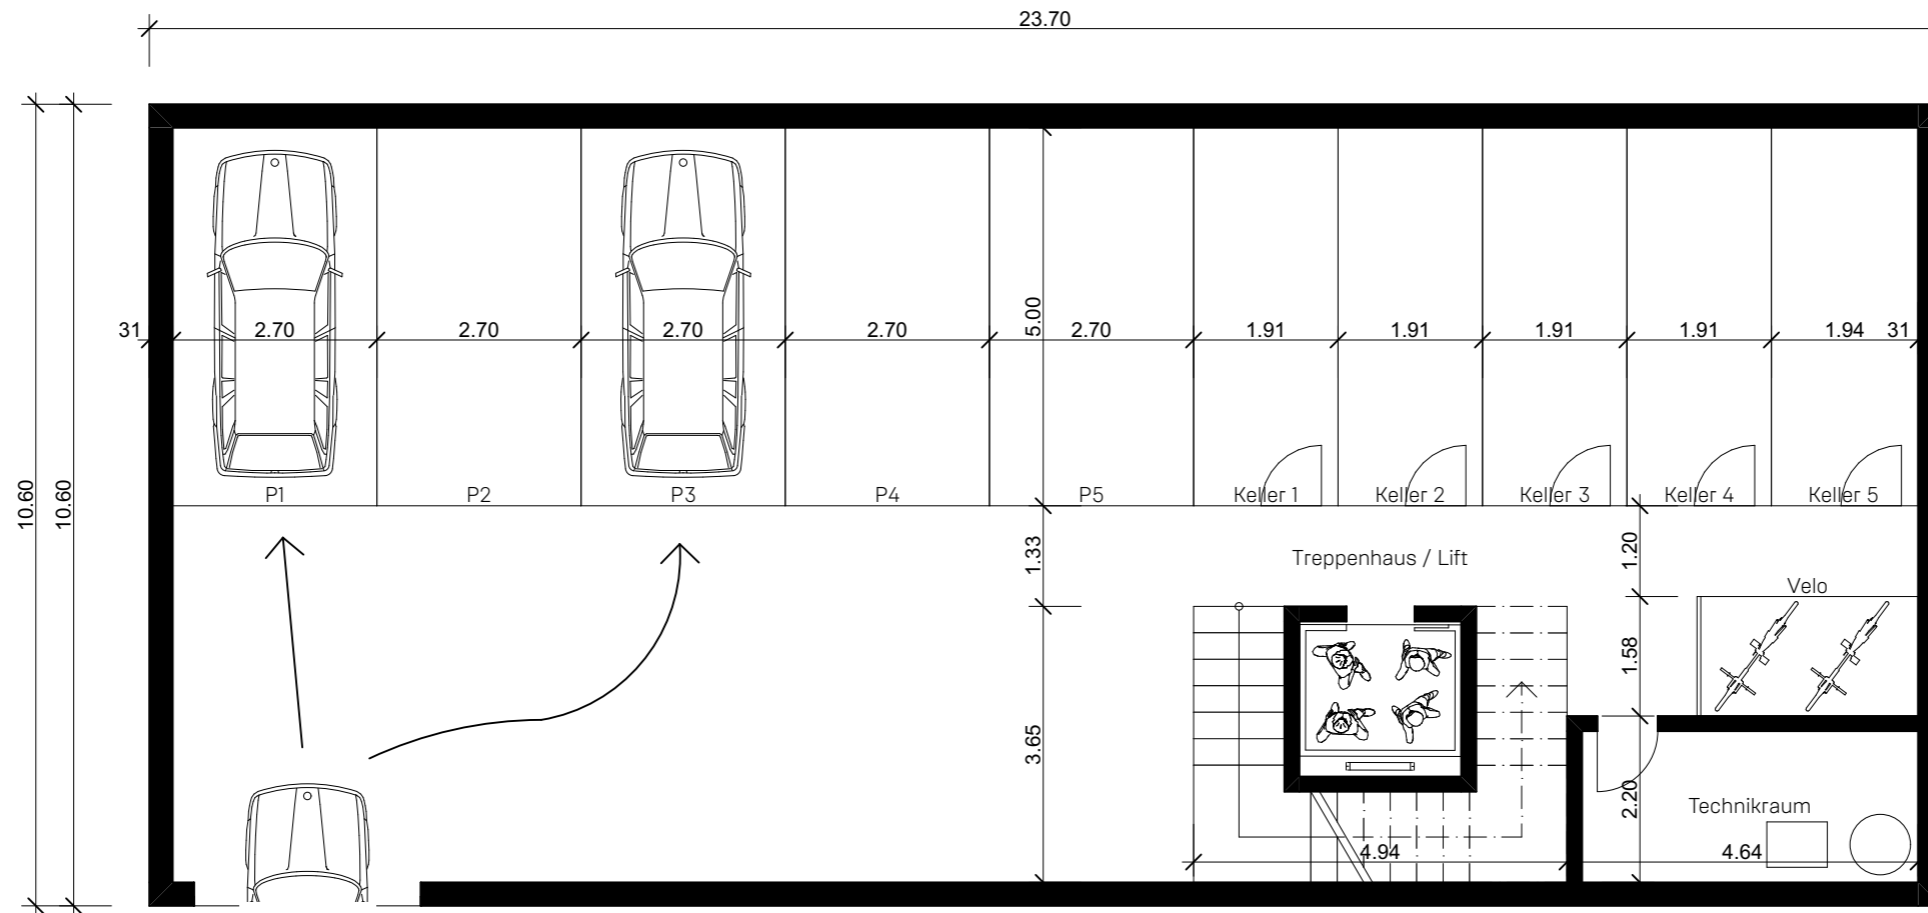 23.70
31
2.70
2.70
2.70
2.70
5.00
2.70
1.91
1.91
1.91
1.91
1.94
31
10.60
10.60
P1
P2
P3
P4
P5
Keller 1
Keller 2
Keller 3
Keller 4
Keller 5
1.33
Treppenhaus / Lift
1.20
Velo
1.58
3.65
2.20
Technikraum
4.94
4.64